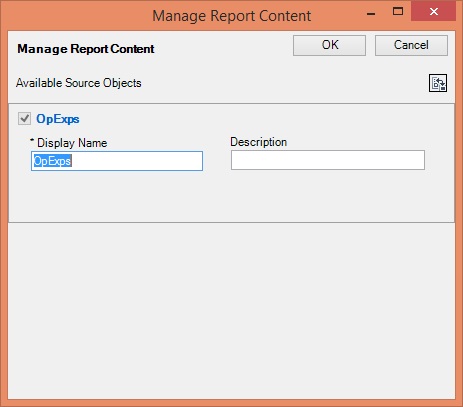 Manage Report Content
Manage Report Content OK Cancel
Available Source Objects
OpExps
* Display Name Description
OpExps